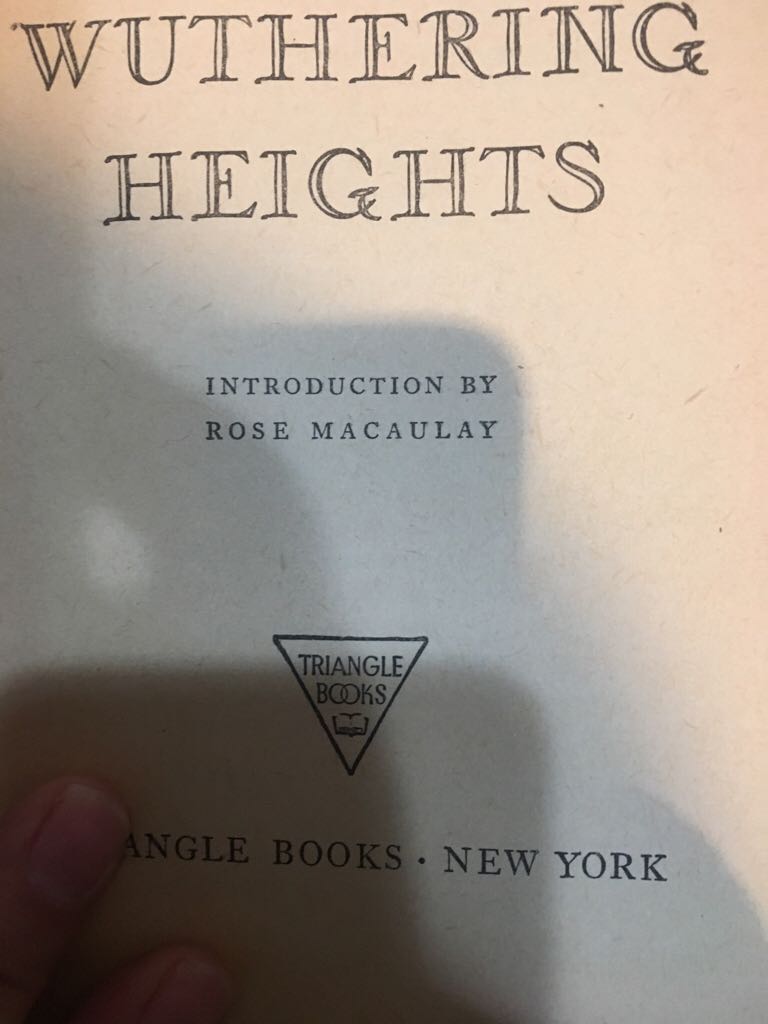 WUTHERING
HEIGHTS
INTRODUCTION BY
ROSE MACAULAY
TRIANGLE
BOOKS
ANGLE BOOKS · NEW YORK